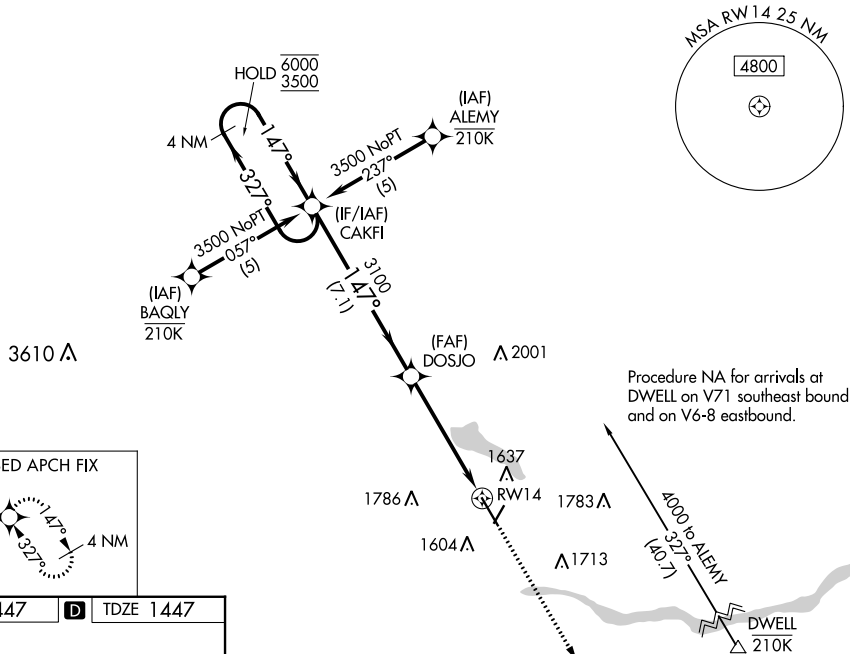 MSA RW14 25 NM
4800
HOLD 6000
3500
4 NM
147°
327°
(IAF)
ALEMY
210K
3500 NoPT
237°
(5)
(IF/IAF)
CAKFI
3500 NoPT
057°
(5)
(IAF)
BAQLY
210K
3100
147°
(7.1)
3610
(FAF)
DOSJO
2001
Procedure NA for arrivals at
DWELL on V71 southeast bound
and on V6-8 eastbound.
1637
RW14
1786
1783
1604
1713
4000 to ALEMY
327°
(40.7)
DWELL
210K
ED APCH FIX
147°
327°
4 NM
47
D
TDZE 1447